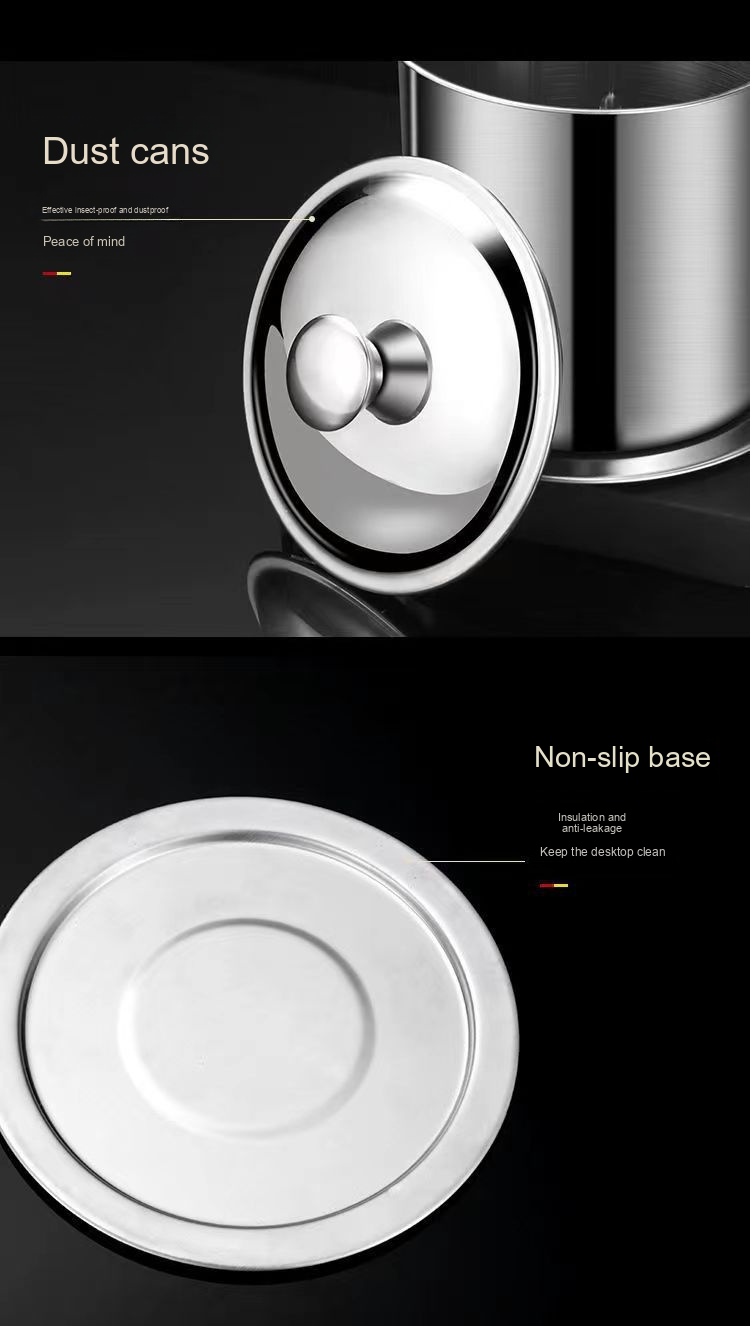 Dust cans
Effective insect-proof and dustproof
Peace of mind
Non-slip base
Insulation and
anti-leakage
Keep the desktop clean